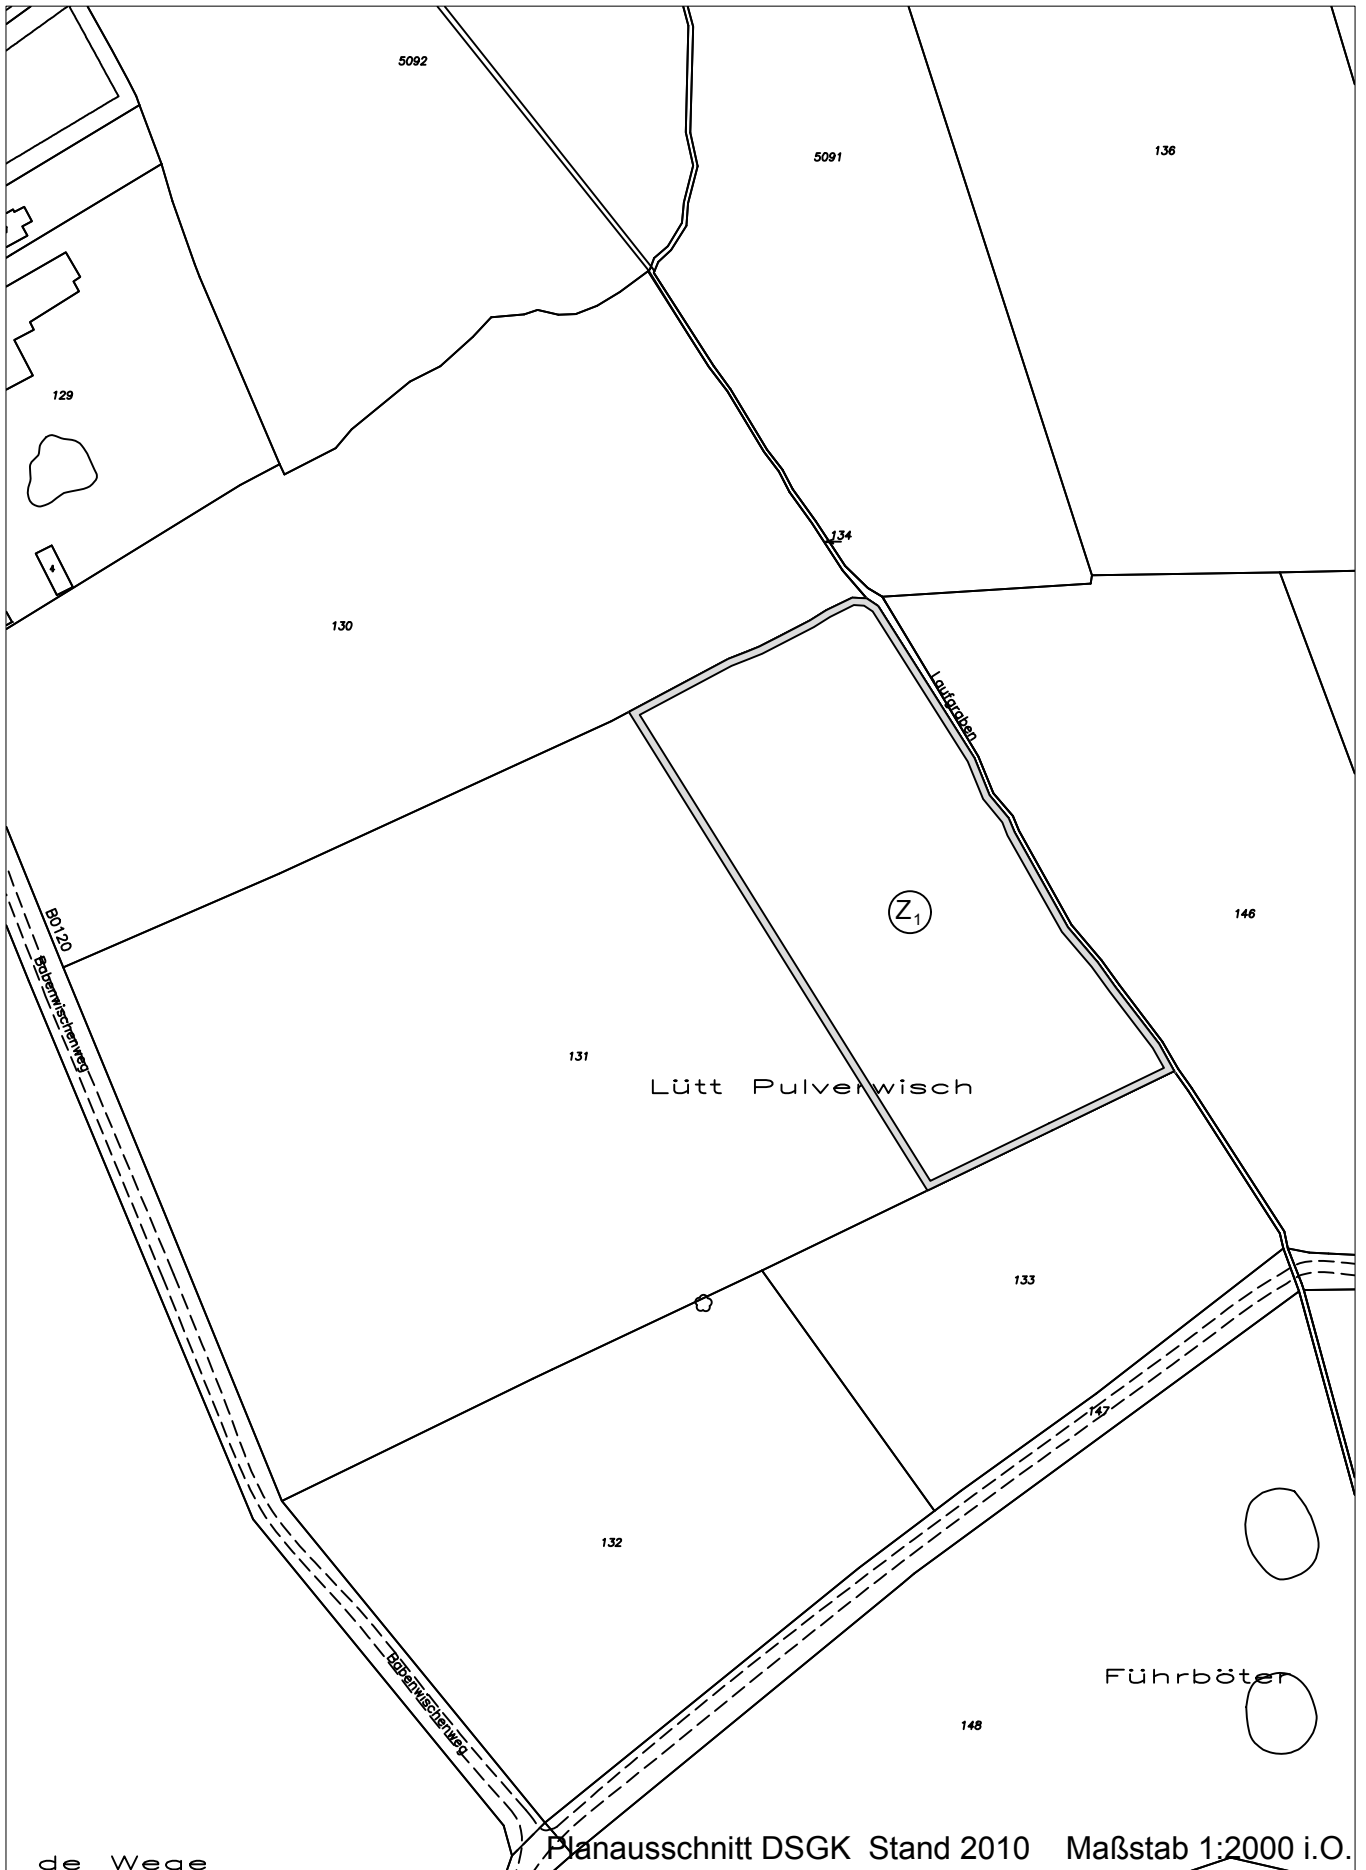 5092
5091
136
129
134
130
Laufgraben
Z1
146
B0120
Babenwischenweg
131
Lütt Pulverwisch
133
147
132
Babenwischenweg
Führböter
148
Planausschnitt DSGK Stand 2010 Maßstab 1:2000 i.O.
de Wege